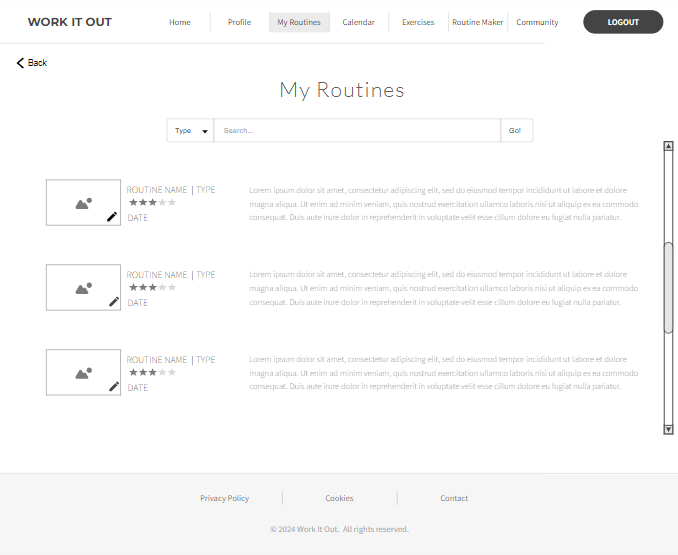 WORK IT OUT
Home
Profile
My Routines
Calendar
Exercises
Routine Maker
Community
LOGOUT
Back
My Routines
Type
Search...
Go!
ROUTINE NAME | TYPE
DATE
Lorem ipsum dolor sit amet, consectetur adipiscing elit, sed do eiusmod tempor incididunt ut labore et dolore
magna aliqua. Ut enim ad minim veniam, quis nostrud exercitation ullamco laboris nisi ut aliquip ex ea commodo
consequat. Duis aute irure dolor in reprehenderit in voluptate velit esse cillum dolore eu fugiat nulla pariatur.
ROUTINE NAME | TYPE
DATE
Lorem ipsum dolor sit amet, consectetur adipiscing elit, sed do eiusmod tempor incididunt ut labore et dolore
magna aliqua. Ut enim ad minim veniam, quis nostrud exercitation ullamco laboris nisi ut aliquip ex ea commodo
consequat. Duis aute irure dolor in reprehenderit in voluptate velit esse cillum dolore eu fugiat nulla pariatur.
ROUTINE NAME | TYPE
DATE
Lorem ipsum dolor sit amet, consectetur adipiscing elit, sed do eiusmod tempor incididunt ut labore et dolore
magna aliqua. Ut enim ad minim veniam, quis nostrud exercitation ullamco laboris nisi ut aliquip ex ea commodo
consequat. Duis aute irure dolor in reprehenderit in voluptate velit esse cillum dolore eu fugiat nulla pariatur.
Privacy Policy
Cookies
Contact
© 2024 Work It Out. All rights reserved.